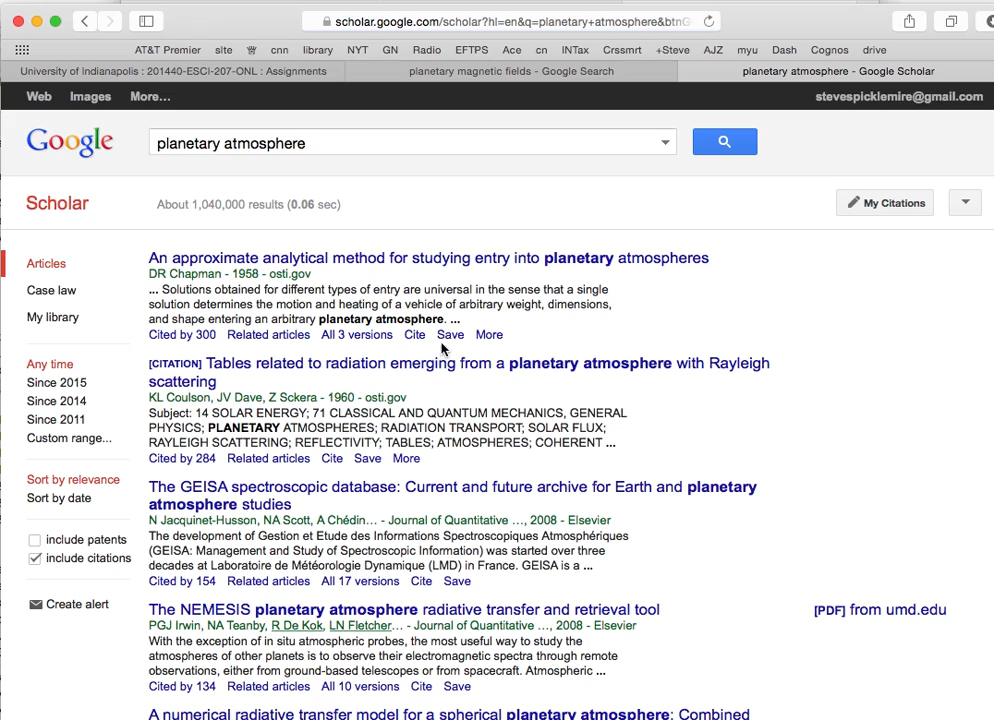 scholar.google.com/scholar?hl=en&q=planetary+atmosphere&btnG
AT&T Premier site cnn library NYT GN Radio EFTPS Ace cn INTax Crssmrt +Steve AJZ myu Dash Cognos drive
University of Indianapolis : 201440-ESCI-207-ONL : Assignments planetary magnetic fields - Google Search planetary atmosphere - Google Scholar
Web Images More... stevespicklemire@gmail.com
Google planetary atmosphere
Scholar About 1,040,000 results (0.06 sec) My Citations
Articles
Case law
My library
Any time
Since 2015
Since 2014
Since 2011
Custom range...
Sort by relevance
Sort by date
include patents
include citations
Create alert
An approximate analytical method for studying entry into planetary atmospheres
DR Chapman - 1958 - osti.gov
... Solutions obtained for different types of entry are universal in the sense that a single
solution determines the motion and heating of a vehicle of arbitrary weight, dimensions,
and shape entering an arbitrary planetary atmosphere. ...
Cited by 300 Related articles All 3 versions Cite Save More
[CITATION] Tables related to radiation emerging from a planetary atmosphere with Rayleigh
scattering
KL Coulson, JV Dave, Z Sckera - 1960 - osti.gov
Subject: 14 SOLAR ENERGY; 71 CLASSICAL AND QUANTUM MECHANICS, GENERAL
PHYSICS; PLANETARY ATMOSPHERES; RADIATION TRANSPORT; SOLAR FLUX;
RAYLEIGH SCATTERING; REFLECTIVITY; TABLES; ATMOSPHERES; COHERENT ...
Cited by 284 Related articles Cite Save More
The GEISA spectroscopic database: Current and future archive for Earth and planetary
atmosphere studies
N Jacquinet-Husson, NA Scott, A Chédin... - Journal of Quantitative ..., 2008 - Elsevier
The development of Gestion et Etude des Informations Spectroscopiques Atmosphériques
(GEISA: Management and Study of Spectroscopic Information) was started over three
decades at Laboratoire de Météorologie Dynamique (LMD) in France. GEISA is a ...
Cited by 154 Related articles All 17 versions Cite Save
The NEMESIS planetary atmosphere radiative transfer and retrieval tool [PDF] from umd.edu
PGJ Irwin, NA Teanby, R De Kok, LN Fletcher... - Journal of Quantitative ..., 2008 - Elsevier
With the exception of in situ atmospheric probes, the most useful way to study the
atmospheres of other planets is to observe their electromagnetic spectra through remote
observations, either from ground-based telescopes or from spacecraft. Atmospheric ...
Cited by 134 Related articles All 10 versions Cite Save
A numerical radiative transfer model for a spherical planetary atmosphere: Combined